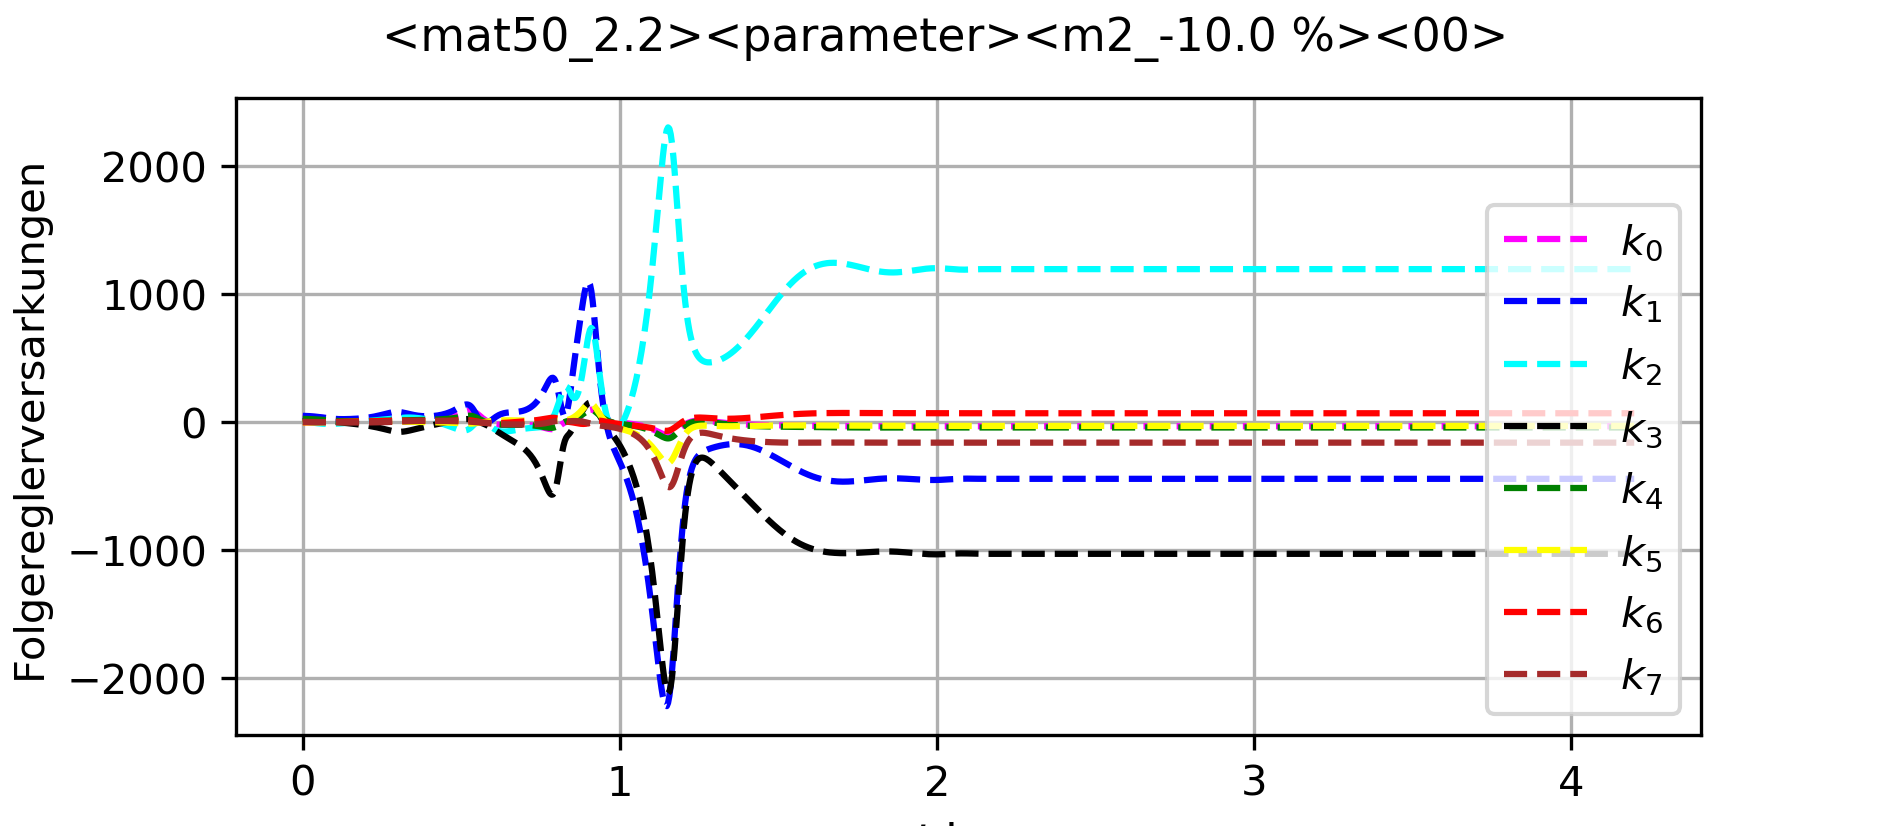 <mat50_2.2><parameter><m2_-10.0 %><00>
Folgereglerversarkungen
2000
1000
0
−1000
−2000
0 1 2 3 4
k0
k1
k2
k3
k4
k5
k6
k7